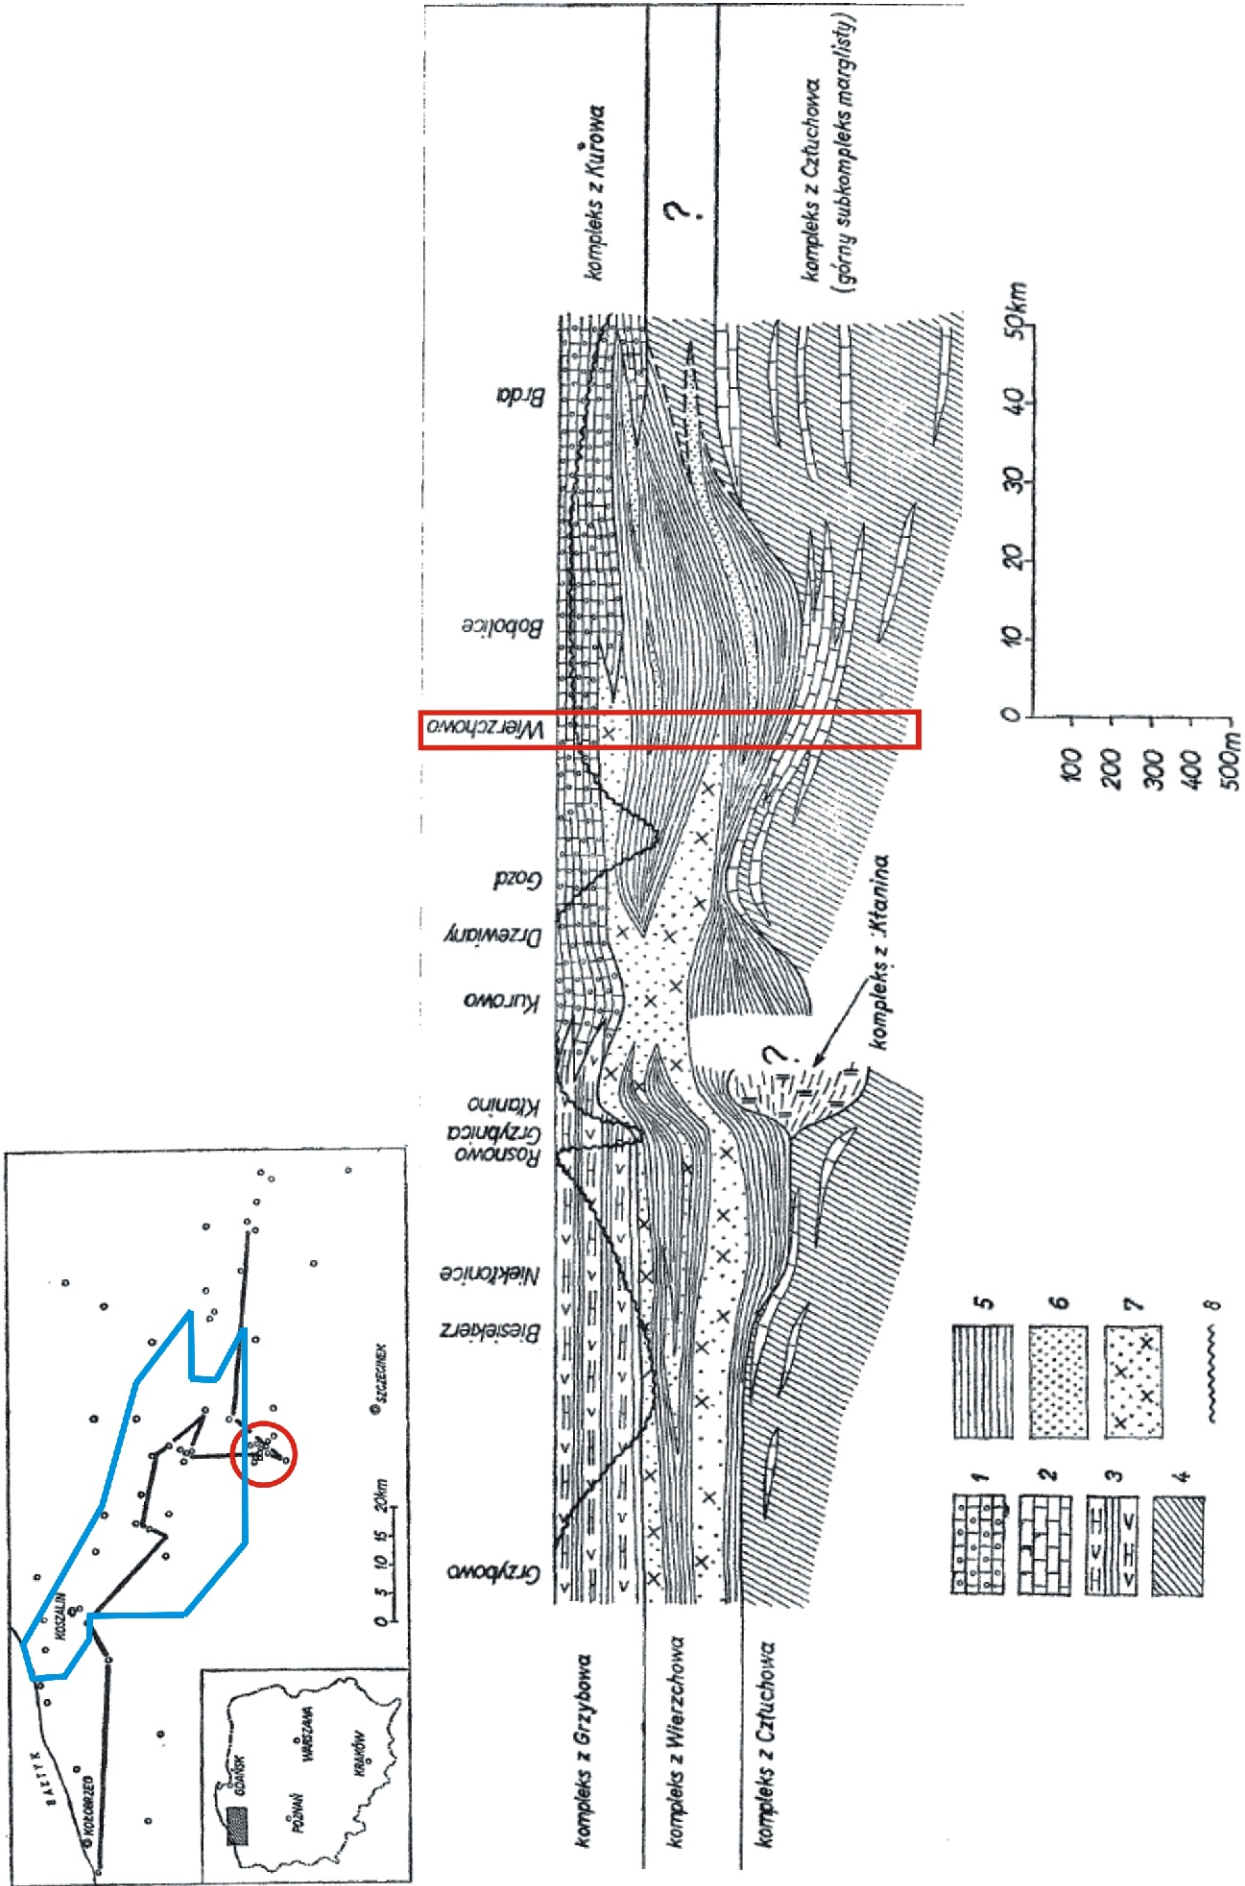 kompleks z Kurowa
?
kompleks z Człuchowa
(górny subkompleks marglisty)
Brda
Bobolice
Wierzchowo
Gozd
Drzewiany
Kurowo
Kłanino
Grzybnica
Rosnowo
Niekłonice
Biesiekierz
Grzybowo
?
kompleks z Kłanina
kompleks z Grzybowa
kompleks z Wierzchowa
kompleks z Człuchowa
0 10 20 30 40 50km
100
200
300
400
500m
1
2
3
4
5
6
7
8
BAŁTYK
KOŁOBRZEG
KOSZALIN
SZCZECINEK
0 5 10 15 20km
GDAŃSK
POZNAŃ
WARSZAWA
KRAKÓW